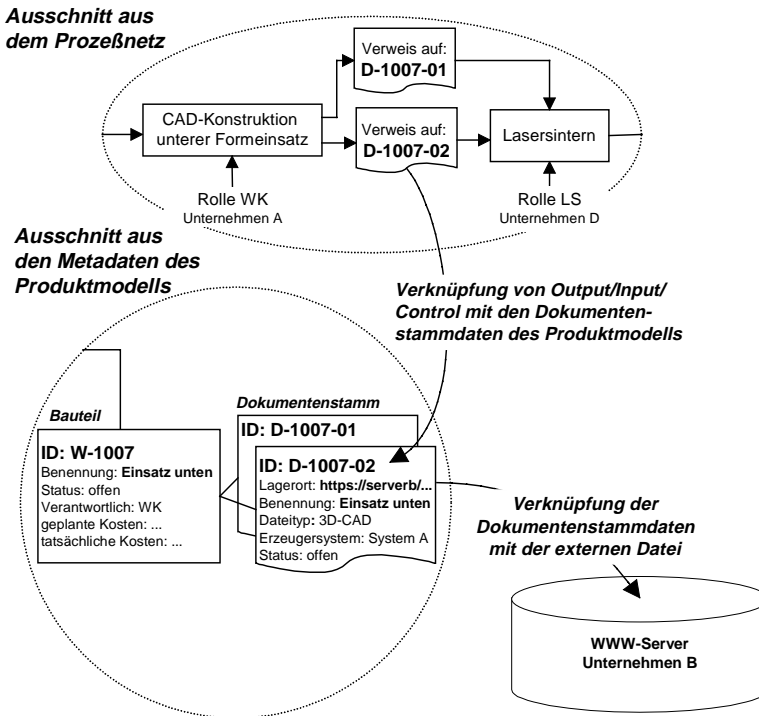 Ausschnitt aus
dem Prozeßnetz
Verweis auf:
D-1007-01
CAD-Konstruktion
unterer Formeinsatz
Verweis auf:
D-1007-02
Lasersintern
Rolle WK
Unternehmen A
Rolle LS
Unternehmen D
Ausschnitt aus
den Metadaten des
Produktmodells
Verknüpfung von Output/Input/
Control mit den Dokumenten-
stammdaten des Produktmodells
Bauteil
ID: W-1007
Benennung: Einsatz unten
Status: offen
Verantwortlich: WK
geplante Kosten: ...
tatsächliche Kosten: ...
Dokumentenstamm
ID: D-1007-01
ID: D-1007-02
Lagerort: https://serverb/...
Benennung: Einsatz unten
Dateityp: 3D-CAD
Erzeugersystem: System A
Status: offen
Verknüpfung der
Dokumentenstammdaten
mit der externen Datei
WWW-Server
Unternehmen B